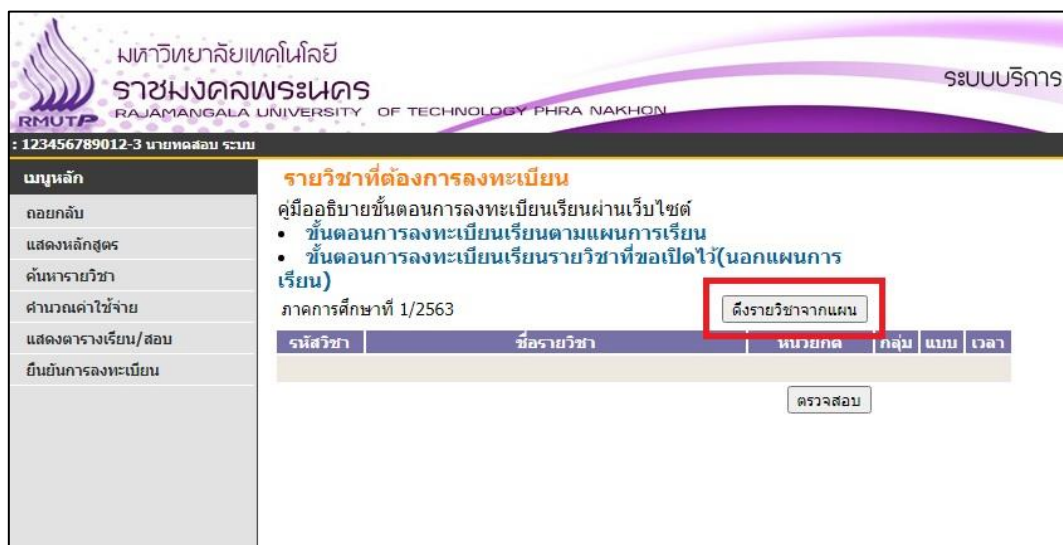 มหาวิทยาลัยเทคโนโลยี
ราชมงคลพระนคร
RAJAMANGALA UNIVERSITY OF TECHNOLOGY PHRA NAKHON
RMUTP
ระบบบริการ
: 123456789012-3 นายทดสอบ ระบบ
เมนูหลัก
ถอยกลับ
แสดงหลักสูตร
ค้นหารายวิชา
คำนวณค่าใช้จ่าย
แสดงตารางเรียน/สอบ
ยืนยันการลงทะเบียน
รายวิชาที่ต้องการลงทะเบียน
คู่มืออธิบายขั้นตอนการลงทะเบียนเรียนผ่านเว็บไซต์
• ขั้นตอนการลงทะเบียนเรียนตามแผนการเรียน
• ขั้นตอนการลงทะเบียนเรียนรายวิชาที่ขอเปิดไว้(นอกแผนการ
เรียน)
ภาคการศึกษาที่ 1/2563 ดึงรายวิชาจากแผน
รหัสวิชา ชื่อรายวิชา หน่วยกิต กลุ่ม แบบ เวลา
ตรวจสอบ